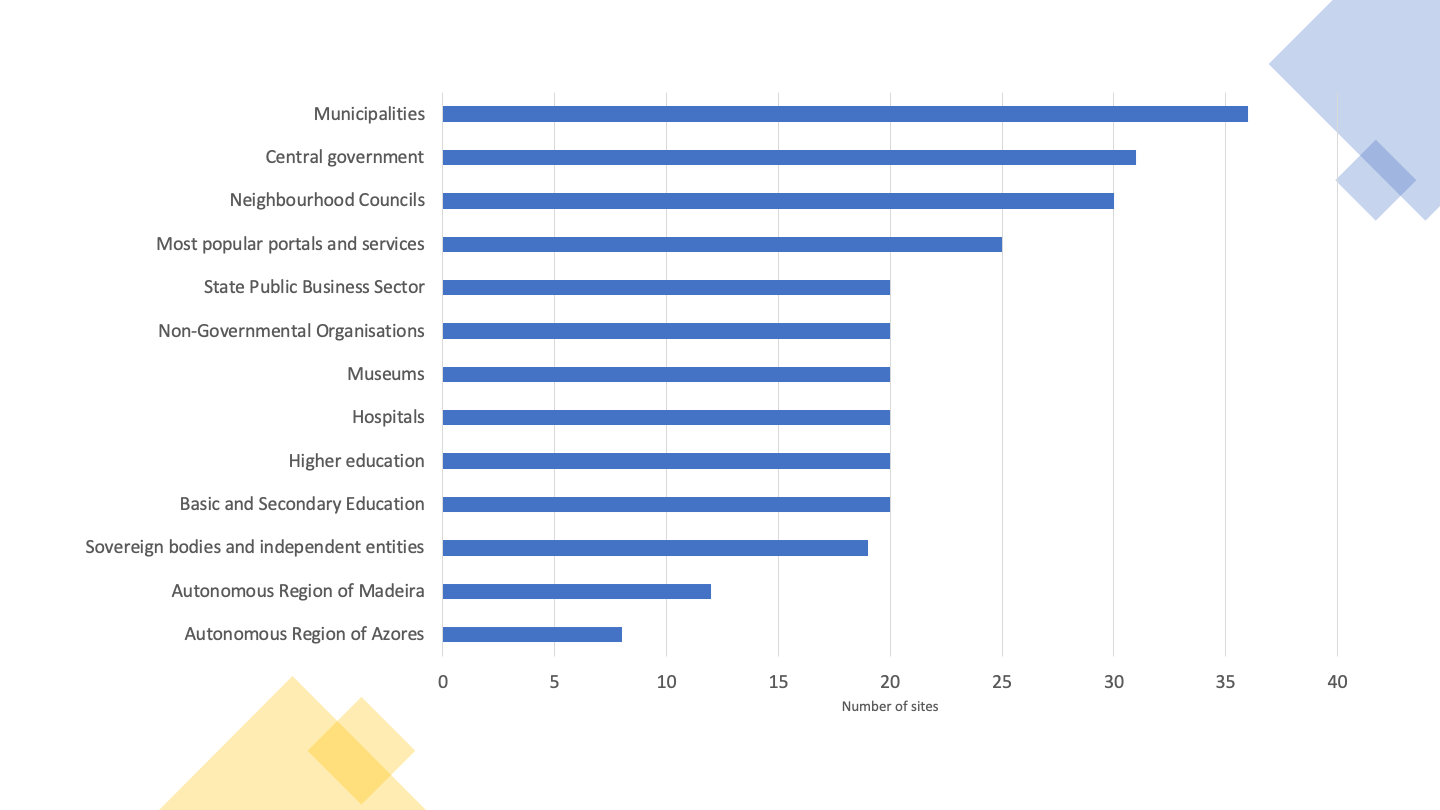 Municipalities
Central government
Neighbourhood Councils
Most popular portals and services
State Public Business Sector
Non-Governmental Organisations
Museums
Hospitals
Higher education
Basic and Secondary Education
Sovereign bodies and independent entities
Autonomous Region of Madeira
Autonomous Region of Azores
0 5 10 15 20 25 30 35 40
Number of sites